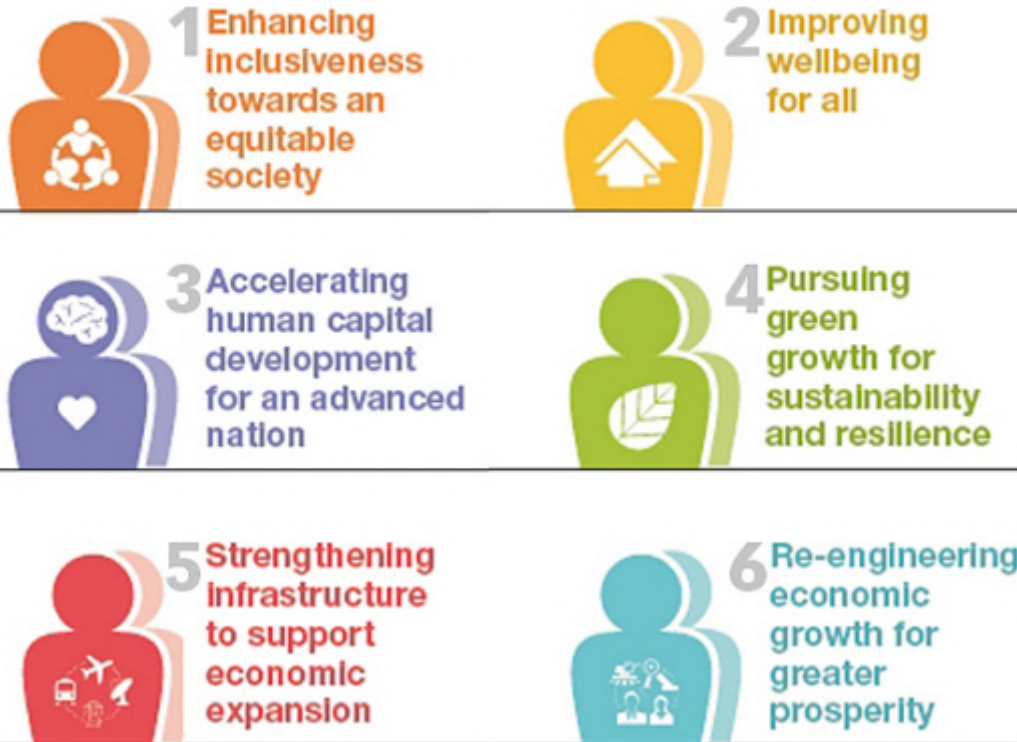 1 Enhancing
inclusiveness
towards an
equitable
society
2 Improving
wellbeing
for all
3 Accelerating
human capital
development
for an advanced
nation
4 Pursuing
green
growth for
sustainability
and resilience
5 Strengthening
infrastructure
to support
economic
expansion
6 Re-engineering
economic
growth for
greater
prosperity